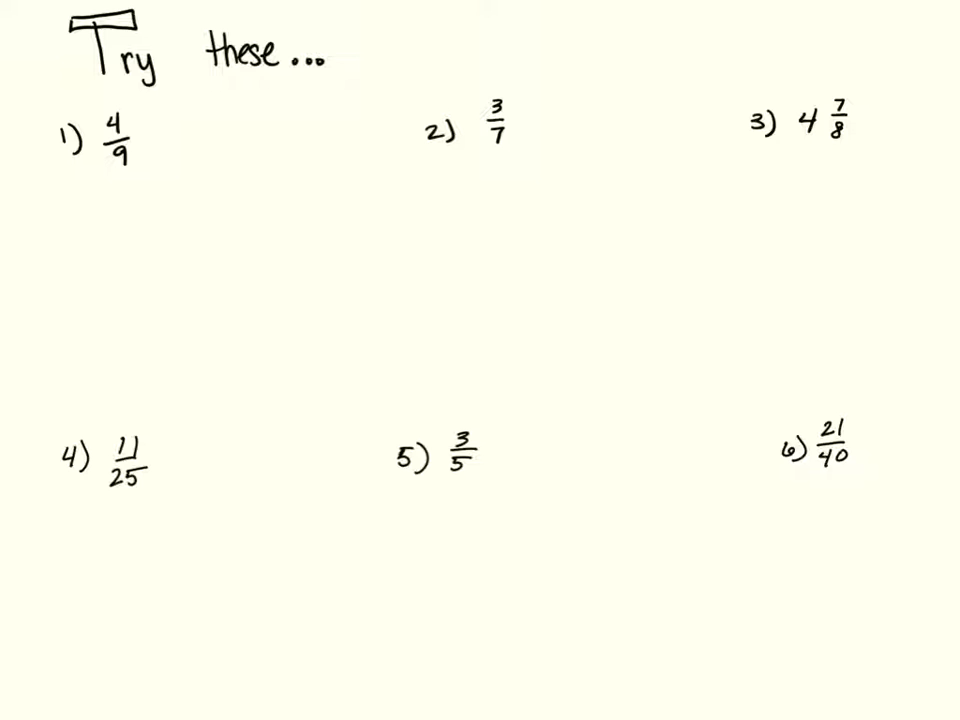 Try these...
1) 4/9
2) 3/7
3) 4 7/8
4) 11/25
5) 3/5
6) 21/40